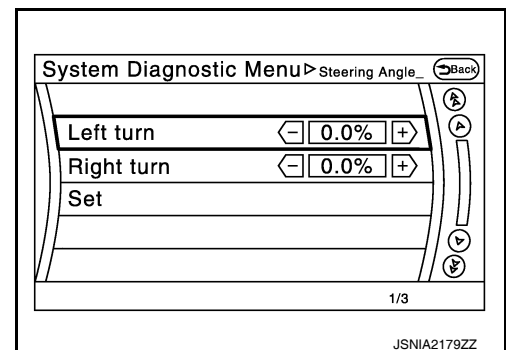 System Diagnostic Menu▷Steering Angle_ Back
Left turn − 0.0% +
Right turn − 0.0% +
Set
1/3
JSNIA2179ZZ